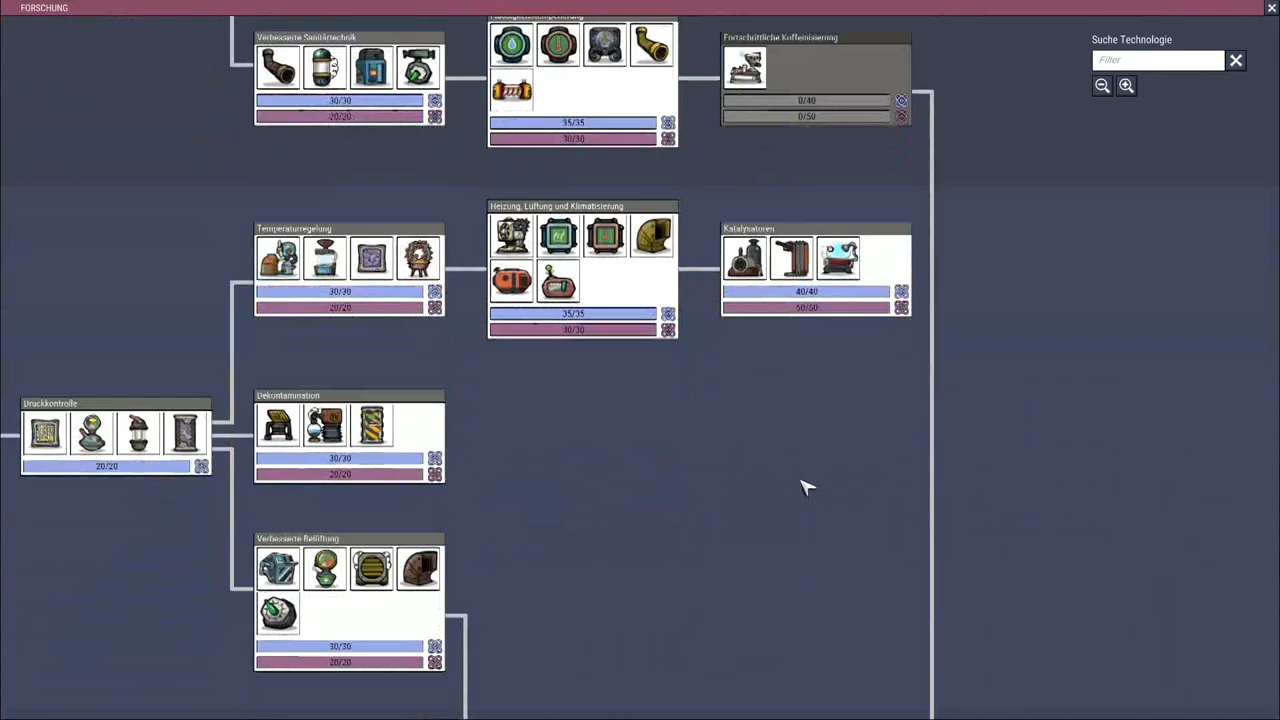 FORSCHUNG
Suche Technologie
Filter
Verbesserte Sanitärtechnik
30/30
20/20
Flüssigkeitstemperierung
35/35
30/30
Fortschrittliche Koffeinisierung
0/40
0/50
Temperaturregelung
30/30
20/20
Heizung, Lüftung und Klimatisierung
35/35
30/30
Katalysatoren
40/40
50/50
Druckkontrolle
20/20
Dekontamination
30/30
20/20
Verbesserte Belüftung
30/30
20/20